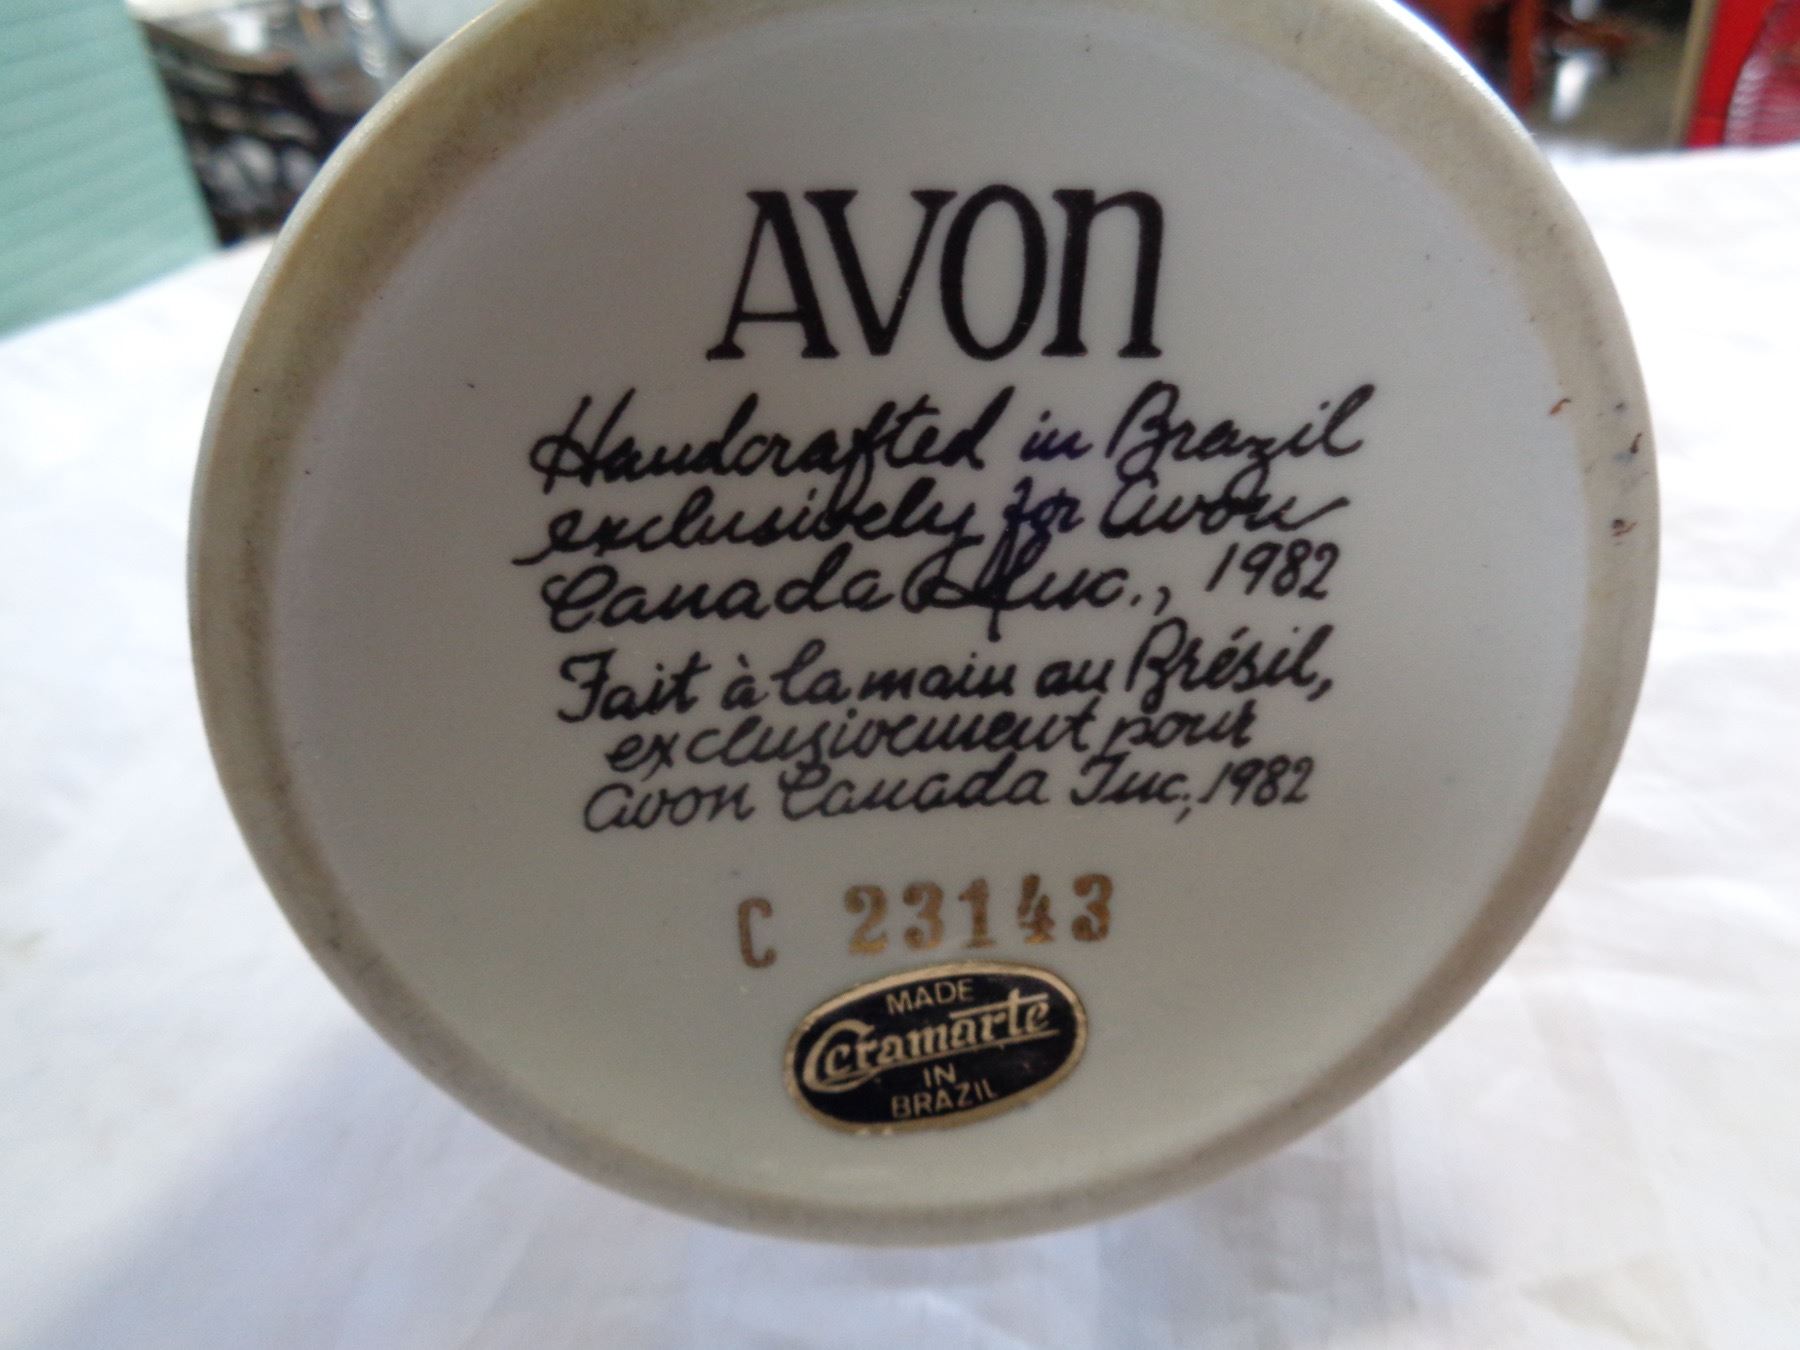 AVON
Handcrafted in Brazil
exclusively for Avon
Canada Inc., 1982
Fait à la main au Brésil,
exclusivement pour
Avon Canada Inc., 1982
C 23143
MADE
Ceramarte
IN
BRAZIL